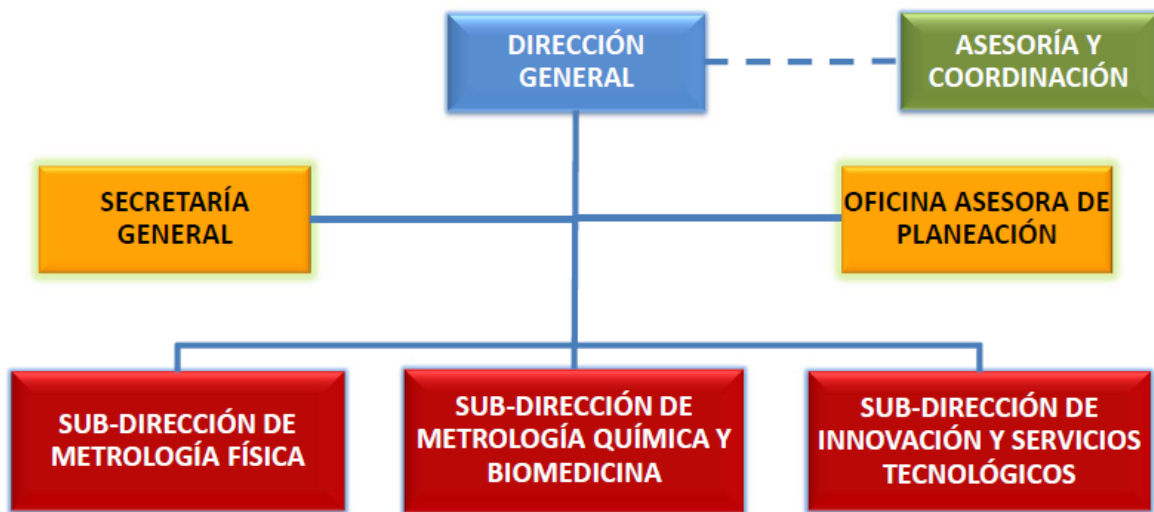 DIRECCIÓN
GENERAL
ASESORÍA Y
COORDINACIÓN
SECRETARÍA
GENERAL
OFICINA ASESORA DE
PLANEACIÓN
SUB-DIRECCIÓN DE
METROLOGÍA FÍSICA
SUB-DIRECCIÓN DE
METROLOGÍA QUÍMICA Y
BIOMEDICINA
SUB-DIRECCIÓN DE
INNOVACIÓN Y SERVICIOS
TECNOLÓGICOS